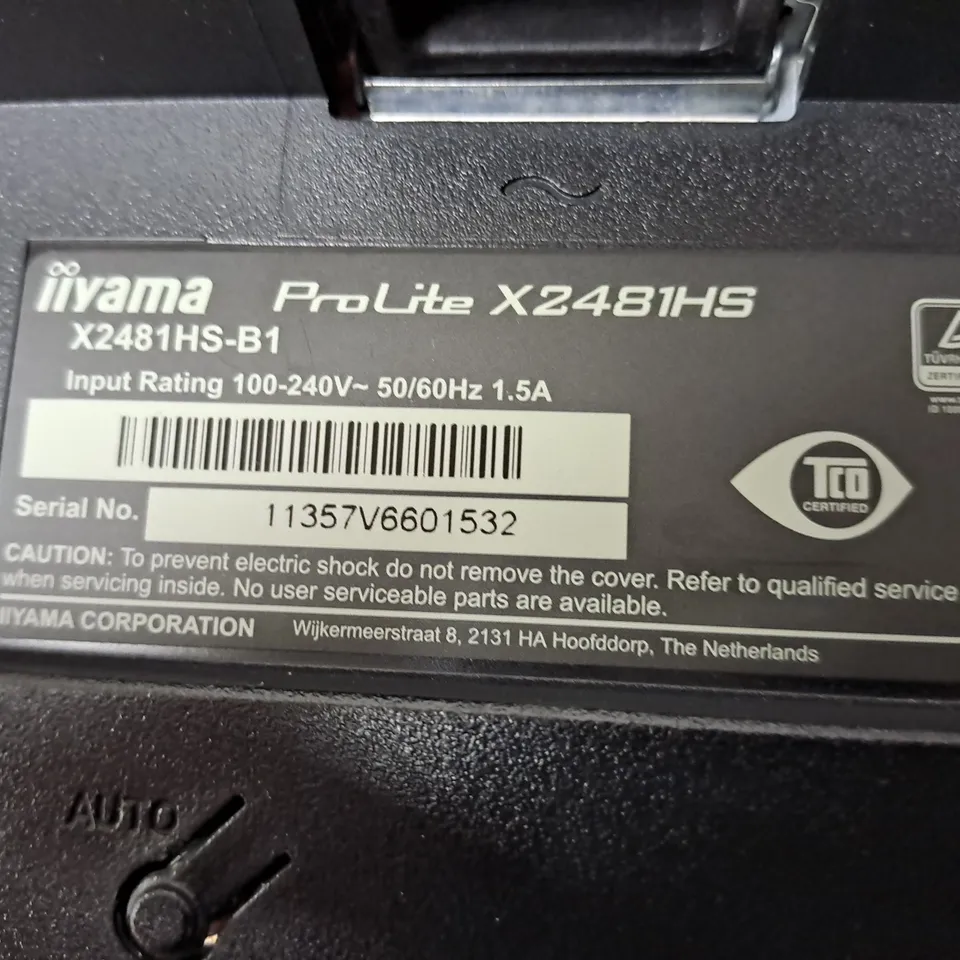 iiyama ProLite X2481HS
X2481HS-B1
Input Rating 100-240V~ 50/60Hz 1.5A
Serial No. 11357V6601532
TCO
CERTIFIED
CAUTION: To prevent electric shock do not remove the cover. Refer to qualified service
when servicing inside. No user serviceable parts are available.
IIYAMA CORPORATION Wijkermeerstraat 8, 2131 HA Hoofddorp, The Netherlands
AUTO